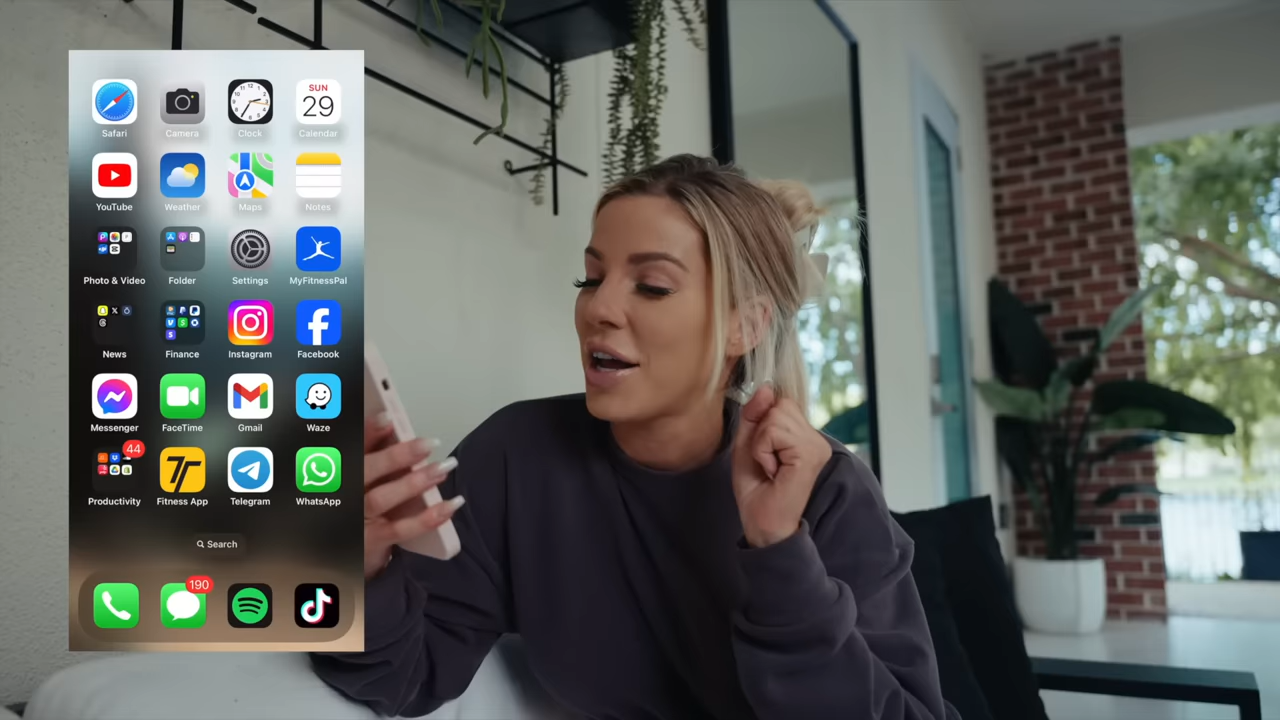 SUN
29
Safari
Camera
Clock
Calendar
YouTube
Weather
Maps
Notes
Photo & Video
Folder
Settings
MyFitnessPal
News
Finance
Instagram
Facebook
Messenger
FaceTime
Gmail
Waze
44
Productivity
Fitness App
Telegram
WhatsApp
Search
190